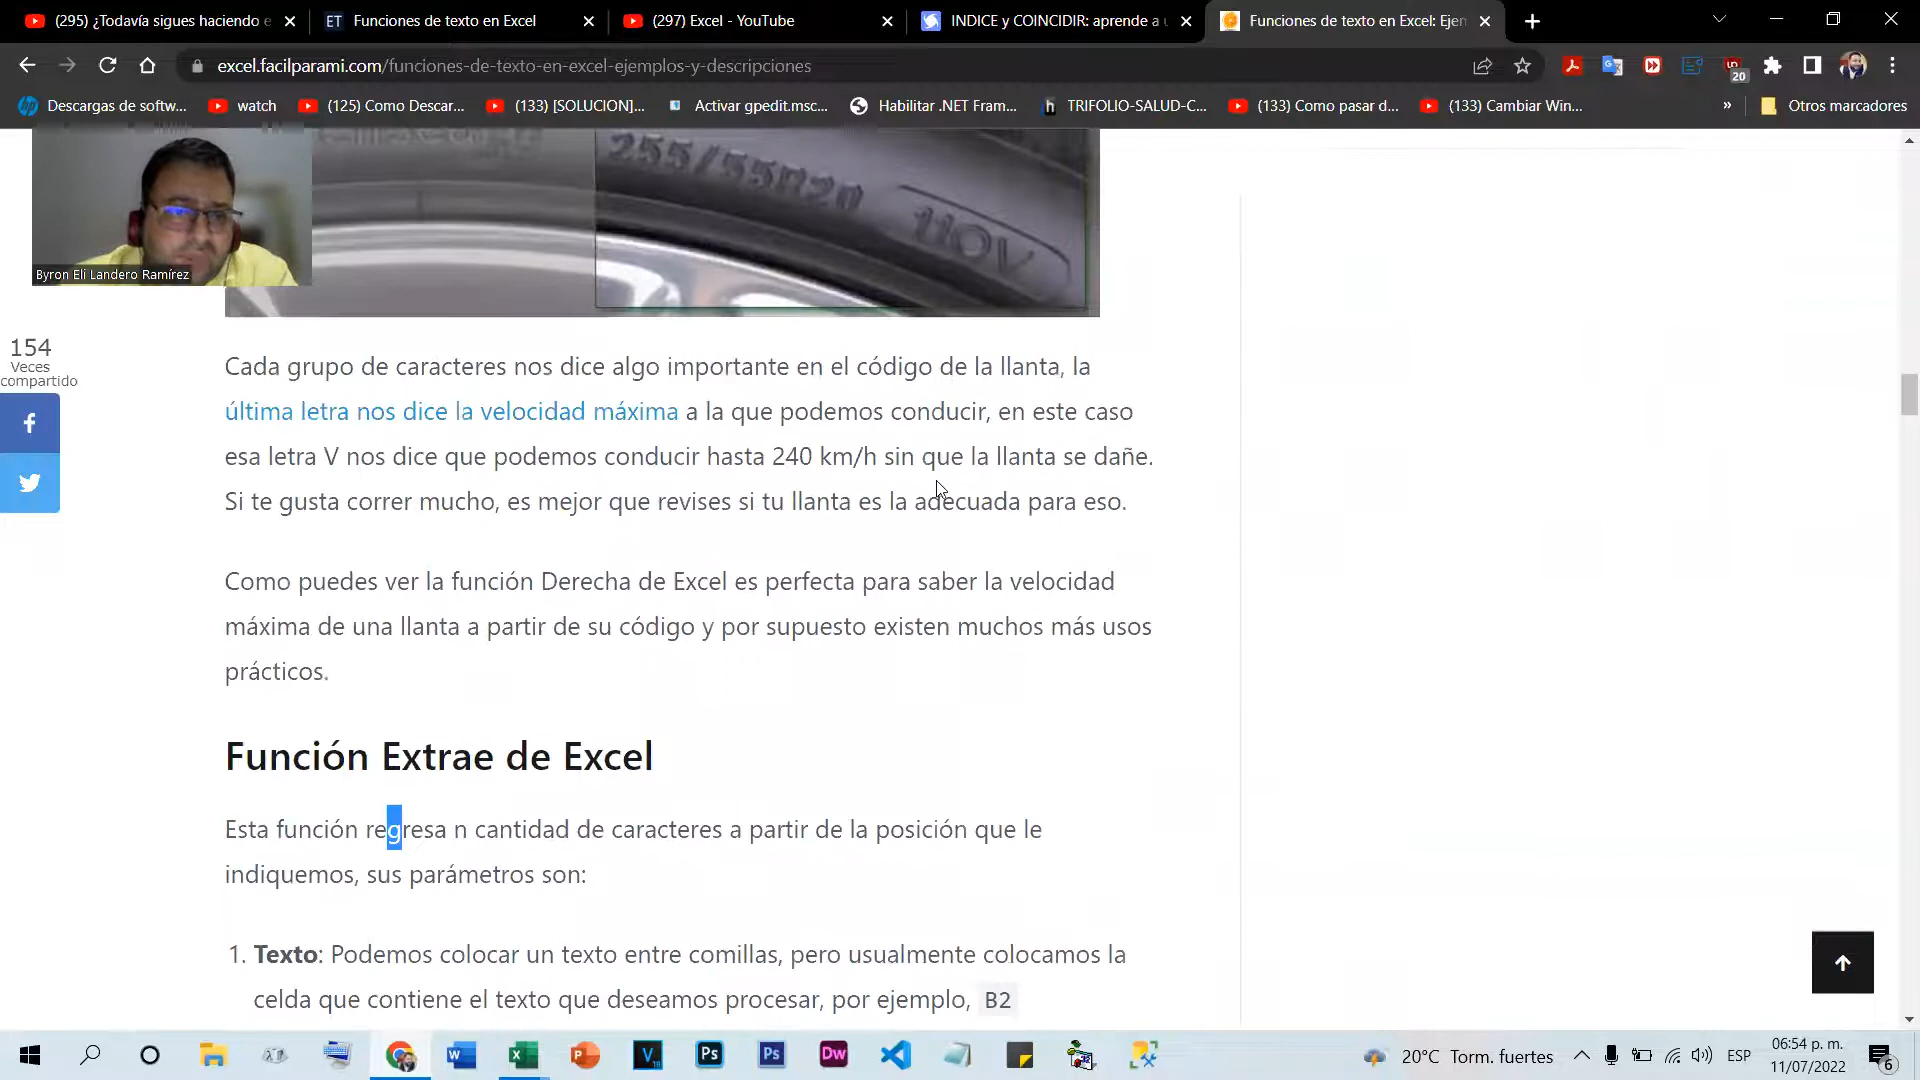 (295) ¿Todavía sigues haciendo e
Funciones de texto en Excel
(297) Excel - YouTube
INDICE y COINCIDIR: aprende a u
Funciones de texto en Excel: Ejem
excel.facilparami.com/funciones-de-texto-en-excel-ejemplos-y-descripciones
20
Descargas de softw...
watch
(125) Como Descar...
(133) [SOLUCION]...
Activar gpedit.msc...
Habilitar .NET Fram...
TRIFOLIO-SALUD-C...
(133) Como pasar d...
(133) Cambiar Win...
»
Otros marcadores
255/55R20
110V
Byron Elí Landero Ramírez
154
Veces
compartido
Cada grupo de caracteres nos dice algo importante en el código de la llanta, la
última letra nos dice la velocidad máxima a la que podemos conducir, en este caso
esa letra V nos dice que podemos conducir hasta 240 km/h sin que la llanta se dañe.
Si te gusta correr mucho, es mejor que revises si tu llanta es la adecuada para eso.
Como puedes ver la función Derecha de Excel es perfecta para saber la velocidad
máxima de una llanta a partir de su código y por supuesto existen muchos más usos
prácticos.
Función Extrae de Excel
Esta función regresa n cantidad de caracteres a partir de la posición que le
indiquemos, sus parámetros son:
1. Texto: Podemos colocar un texto entre comillas, pero usualmente colocamos la
celda que contiene el texto que deseamos procesar, por ejemplo, B2
20°C Torm. fuertes
ESP
06:54 p. m.
11/07/2022
6